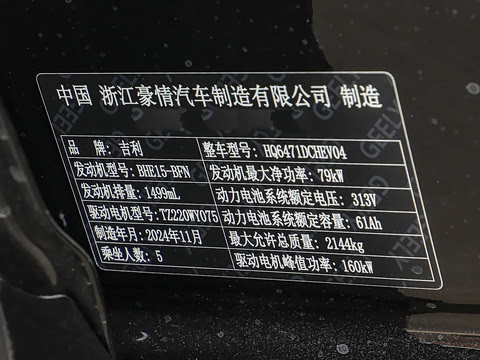 中国 浙江豪情汽车制造有限公司 制造
品 牌: 吉利 整车型号: HQ6471DCHEV04
发动机型号: BHE15-BFN 发动机最大净功率: 79kW
发动机排量: 1499mL 动力电池系统额定电压: 313V
驱动电机型号: TZ220WY075 动力电池系统额定容量: 61Ah
制造年月: 2024年11月 最大允许总质量: 2144kg
乘坐人数: 5 驱动电机峰值功率: 160kW
GEELY